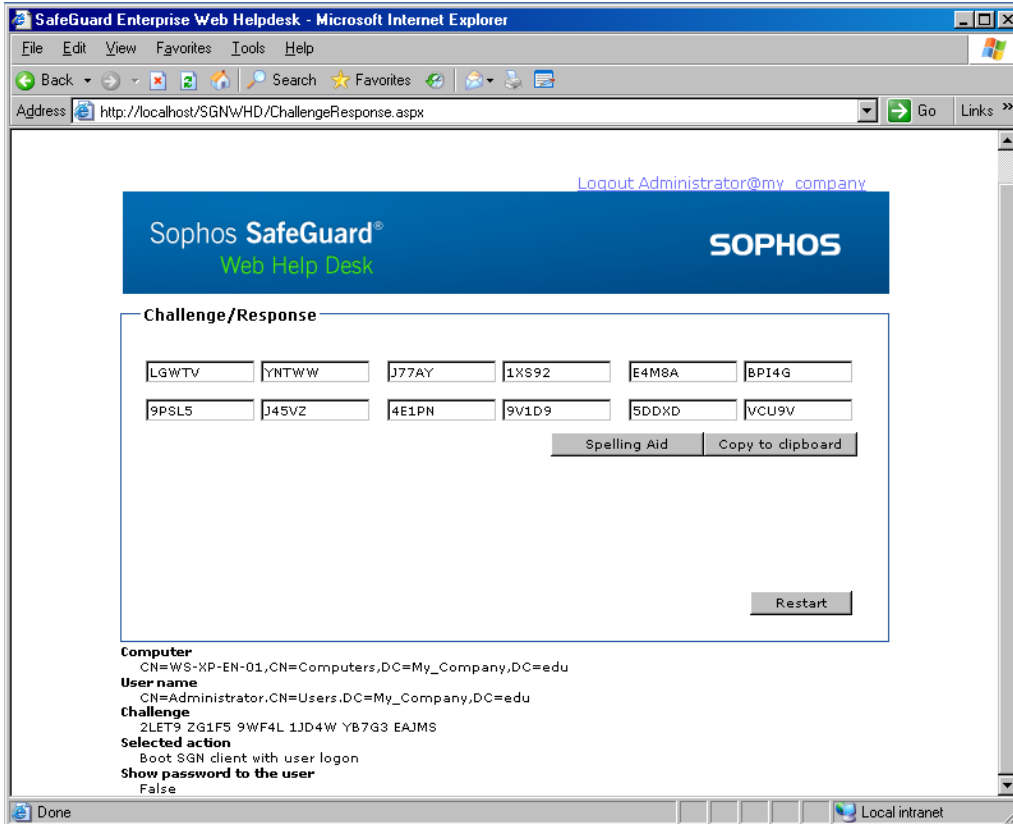 SafeGuard Enterprise Web Helpdesk - Microsoft Internet Explorer
File Edit View Favorites Tools Help
Back Search Favorites
Address http://localhost/SGNWHD/ChallengeResponse.aspx Go Links »
Logout Administrator@my_company
Sophos SafeGuard®
Web Help Desk
SOPHOS
Challenge/Response
LGWTV YNTWW J77AY 1XS92 E4M8A BPI4G
9PSL5 J45VZ 4E1PN 9V1D9 5DDXD VCU9V
Spelling Aid Copy to clipboard
Restart
Computer
CN=WS-XP-EN-01,CN=Computers,DC=My_Company,DC=edu
User name
CN=Administrator,CN=Users,DC=My_Company,DC=edu
Challenge
2LET9 ZG1F5 9WF4L 1JD4W YB7G3 EAJMS
Selected action
Boot SGN client with user logon
Show password to the user
False
Done Local intranet